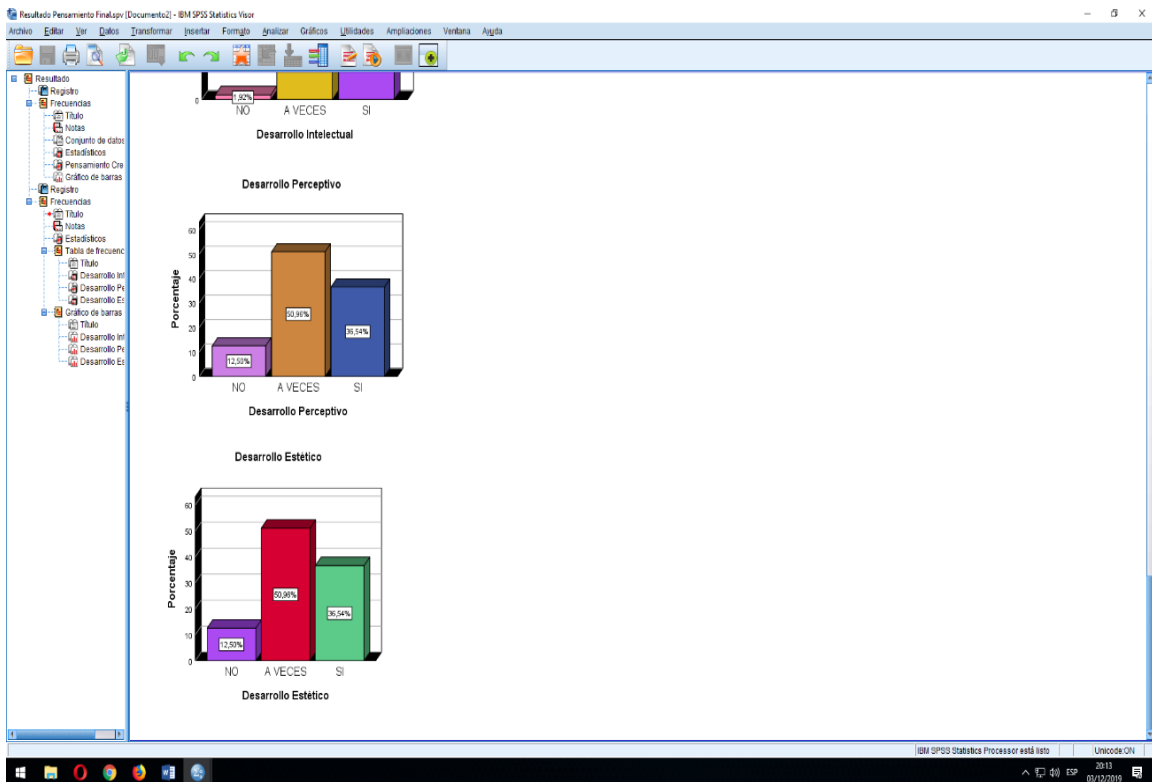 Resultado Pensamiento Final.spv [Documento2] - IBM SPSS Statistics Visor
Archivo Editar Ver Datos Transformar Insertar Formato Analizar Gráficos Utilidades Ampliaciones Ventana Ayuda
Resultado
Registro
Frecuencias
Título
Notas
Conjunto de datos
Estadísticos
Pensamiento Cre
Gráfico de barras
Registro
Frecuencias
Título
Notas
Estadísticos
Tabla de frecuenc
Título
Desarrollo Int
Desarrollo Pe
Desarrollo Es
Gráfico de barras
Título
Desarrollo Int
Desarrollo Pe
Desarrollo Es
0
1,92%
NO A VECES SI
Desarrollo Intelectual
Desarrollo Perceptivo
Porcentaje
60
50
40
30
20
10
0
12,50%
50,96%
36,54%
NO A VECES SI
Desarrollo Perceptivo
Desarrollo Estético
Porcentaje
60
50
40
30
20
10
0
12,50%
50,96%
36,54%
NO A VECES SI
Desarrollo Estético
IBM SPSS Statistics Processor está listo Unicode:ON
ESP
20:13
03/12/2019